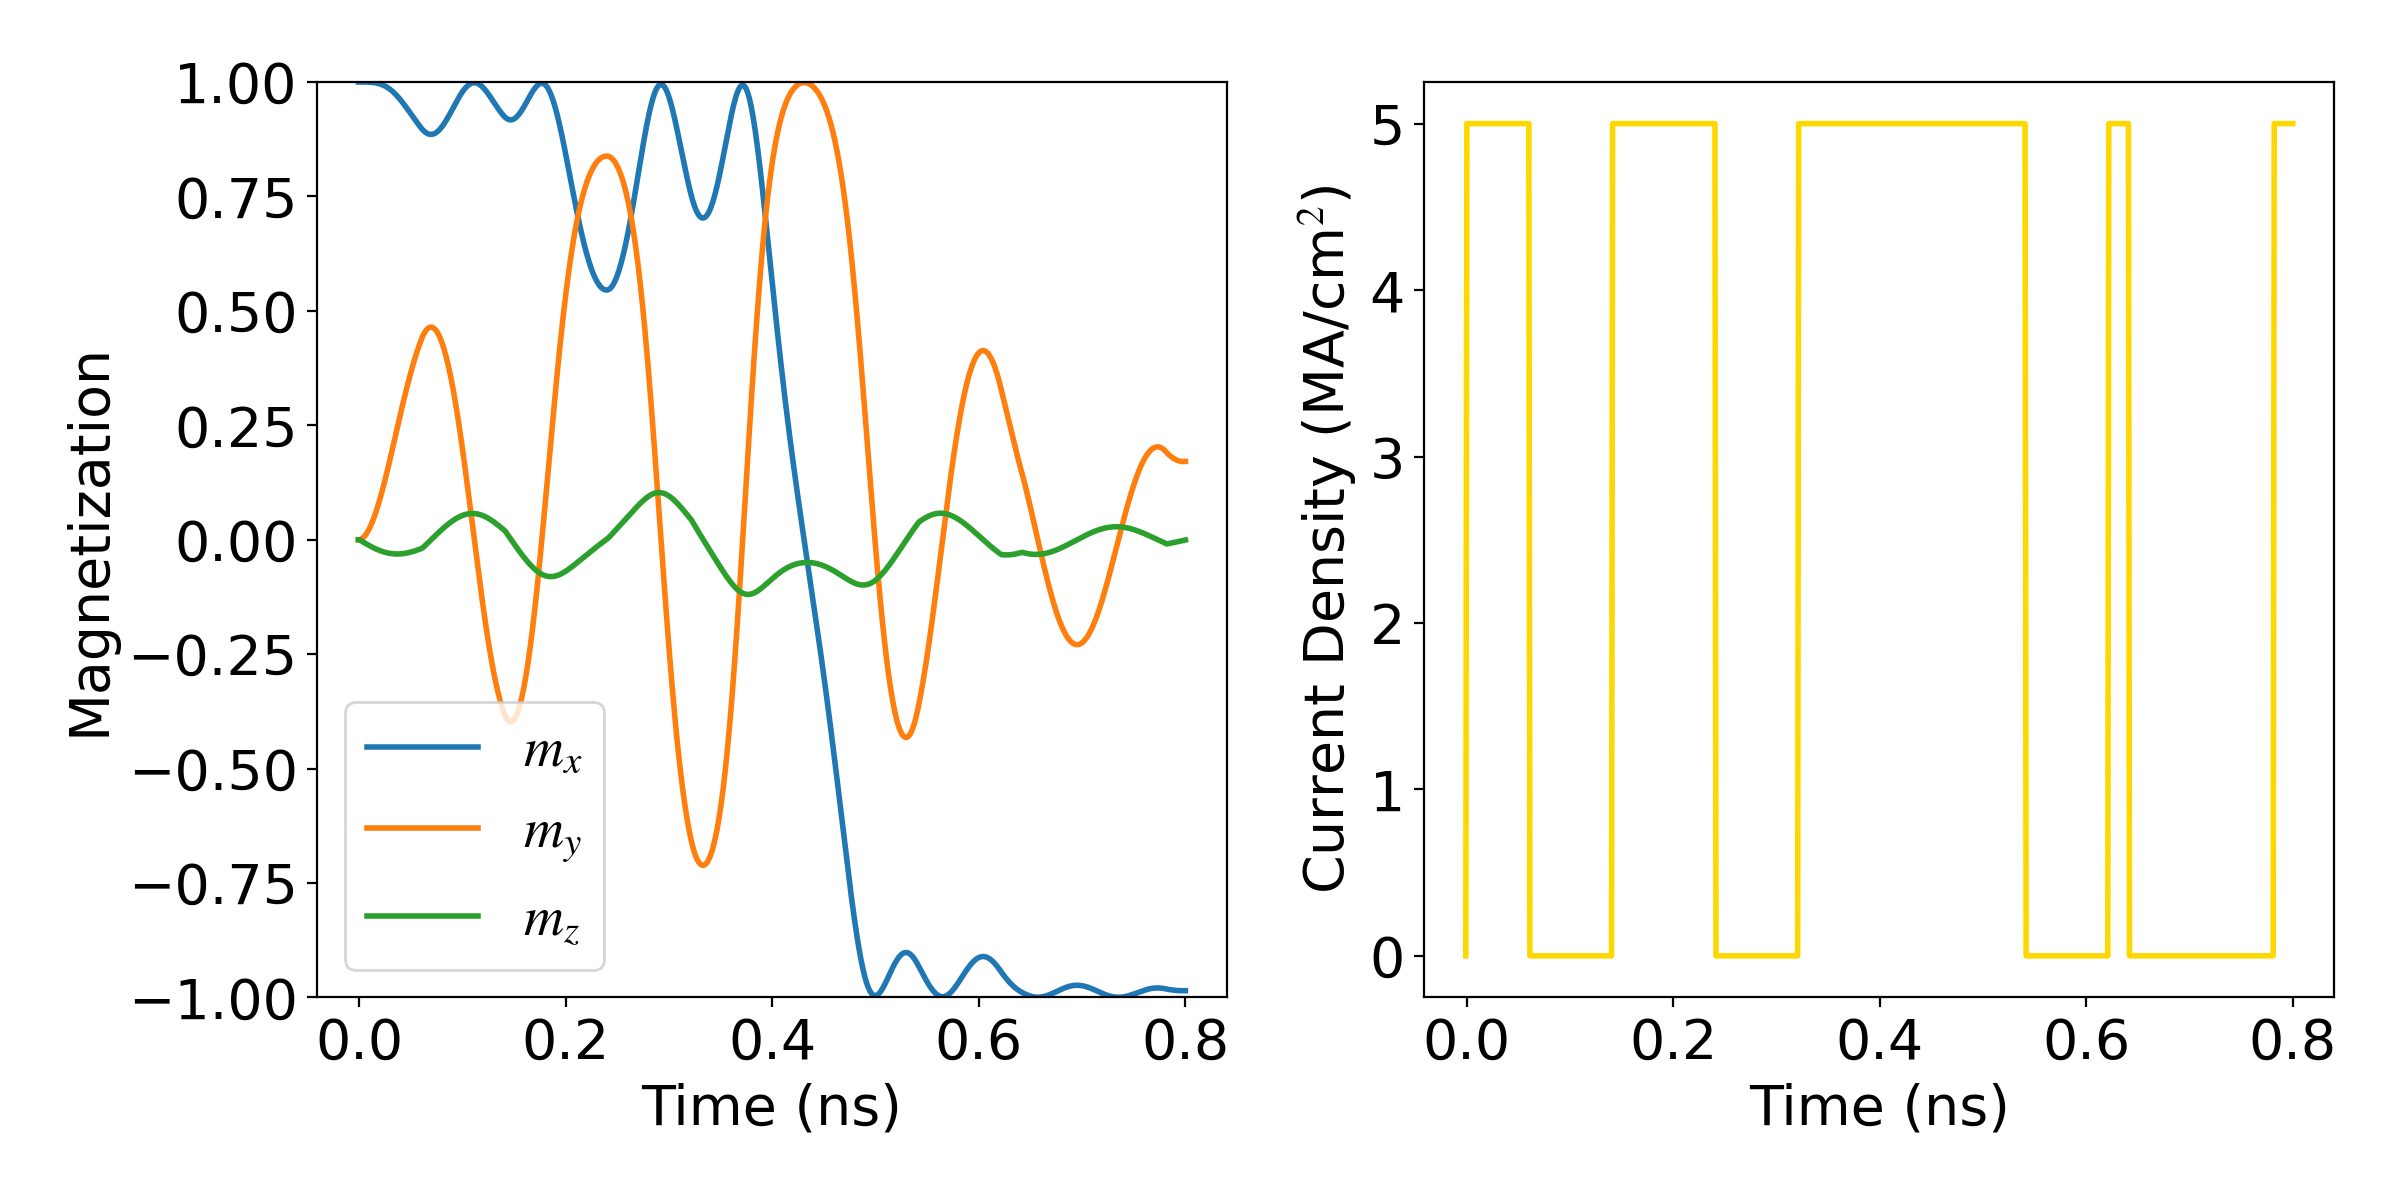 Magnetization
1.00
0.75
0.50
0.25
0.00
−0.25
−0.50
−0.75
−1.00
0.0 0.2 0.4 0.6 0.8
Time (ns)
m_x
m_y
m_z
Current Density (MA/cm²)
5
4
3
2
1
0
0.0 0.2 0.4 0.6 0.8
Time (ns)